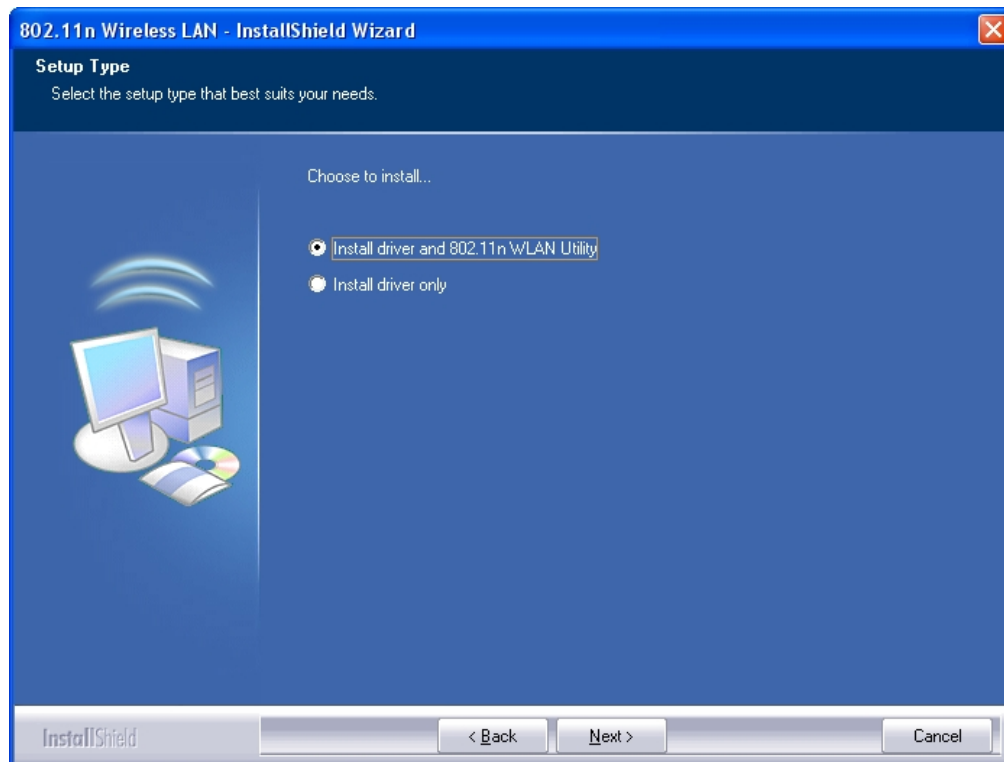 802.11n Wireless LAN - InstallShield Wizard
Setup Type
Select the setup type that best suits your needs.
Choose to install...
Install driver and 802.11n WLAN Utility
Install driver only
InstallShield
< Back
Next >
Cancel